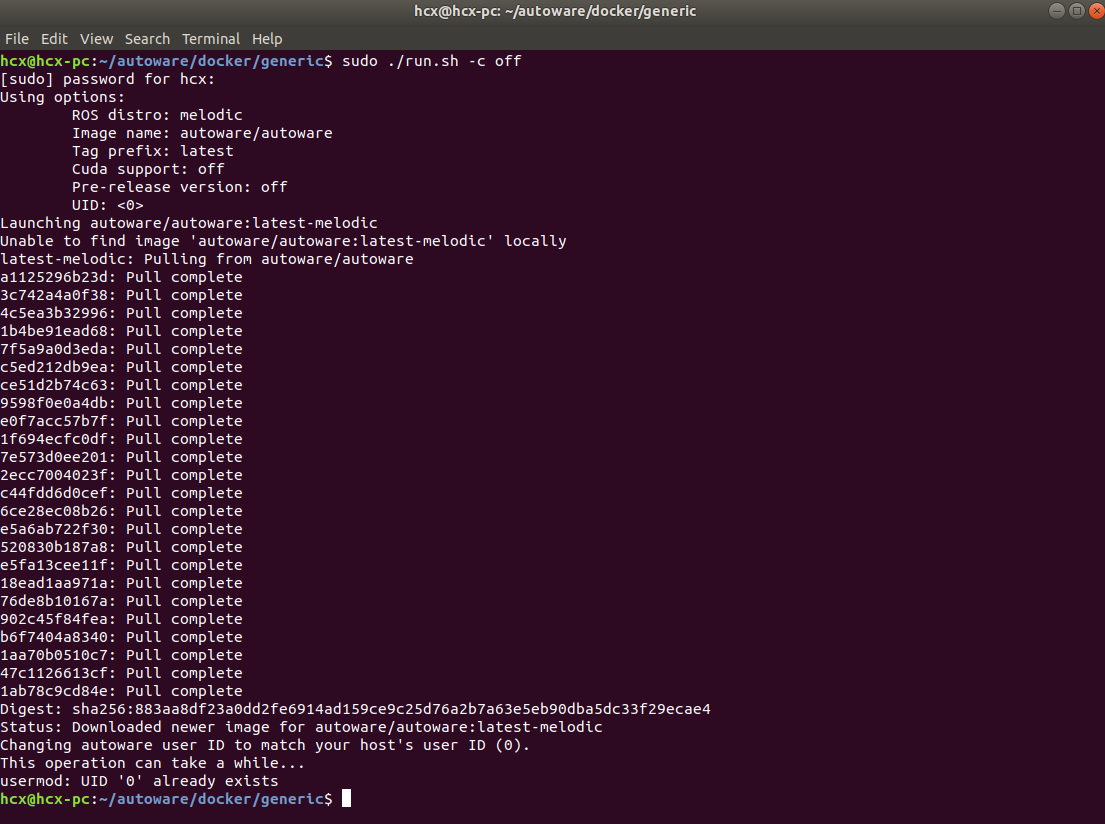 hcx@hcx-pc: ~/autoware/docker/generic
File Edit View Search Terminal Help
hcx@hcx-pc:~/autoware/docker/generic$ sudo ./run.sh -c off
[sudo] password for hcx:
Using options:
        ROS distro: melodic
        Image name: autoware/autoware
        Tag prefix: latest
        Cuda support: off
        Pre-release version: off
        UID: <0>
Launching autoware/autoware:latest-melodic
Unable to find image 'autoware/autoware:latest-melodic' locally
latest-melodic: Pulling from autoware/autoware
a1125296b23d: Pull complete
3c742a4a0f38: Pull complete
4c5ea3b32996: Pull complete
1b4be91ead68: Pull complete
7f5a9a0d3eda: Pull complete
c5ed212db9ea: Pull complete
ce51d2b74c63: Pull complete
9598f0e0a4db: Pull complete
e0f7acc57b7f: Pull complete
1f694ecfc0df: Pull complete
7e573d0ee201: Pull complete
2ecc7004023f: Pull complete
c44fdd6d0cef: Pull complete
6ce28ec08b26: Pull complete
e5a6ab722f30: Pull complete
520830b187a8: Pull complete
e5fa13cee11f: Pull complete
18ead1aa971a: Pull complete
76de8b10167a: Pull complete
902c45f84fea: Pull complete
b6f7404a8340: Pull complete
1aa70b0510c7: Pull complete
47c1126613cf: Pull complete
1ab78c9cd84e: Pull complete
Digest: sha256:883aa8df23a0dd2fe6914ad159ce9c25d76a2b7a63e5eb90dba5dc33f29ecae4
Status: Downloaded newer image for autoware/autoware:latest-melodic
Changing autoware user ID to match your host's user ID (0).
This operation can take a while...
usermod: UID '0' already exists
hcx@hcx-pc:~/autoware/docker/generic$